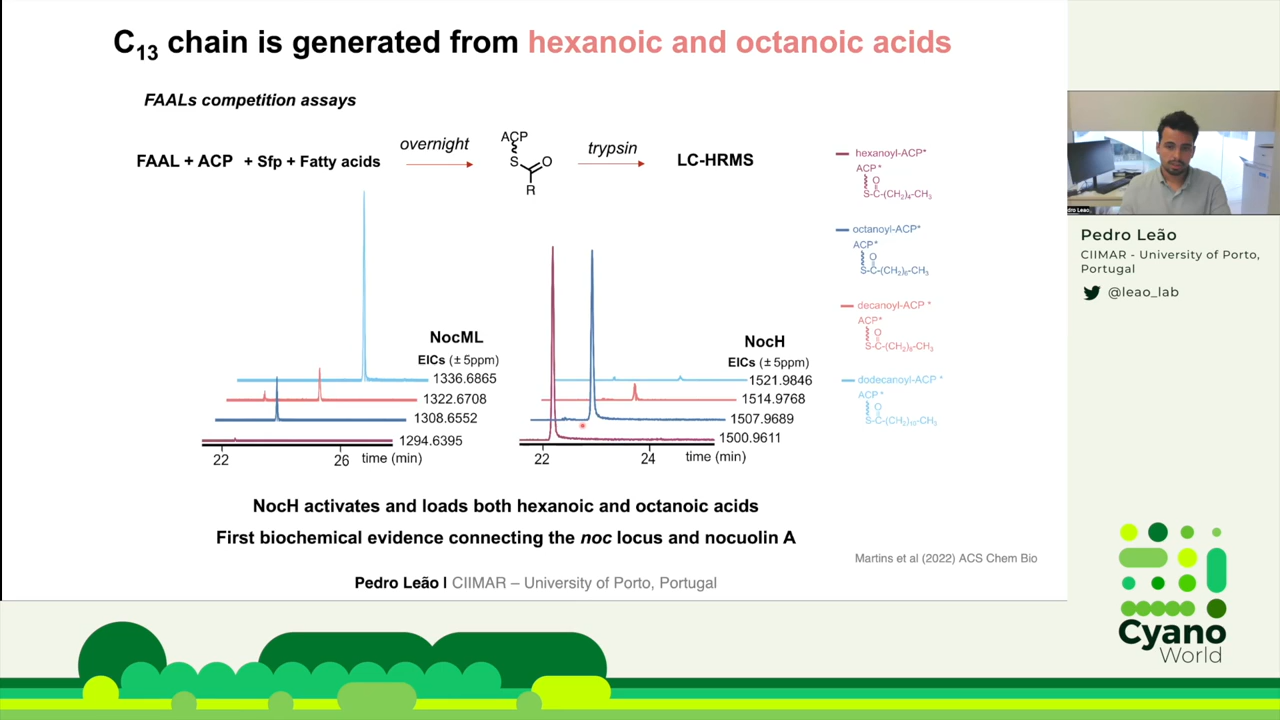 C13 chain is generated from hexanoic and octanoic acids
FAALs competition assays
FAAL + ACP + Sfp + Fatty acids
overnight
ACP
S
O
R
trypsin
LC-HRMS
NocML
EICs (± 5ppm)
1336.6865
1322.6708
1308.6552
1294.6395
22
26
time (min)
NocH
EICs (± 5ppm)
1521.9846
1514.9768
1507.9689
1500.9611
22
24
time (min)
hexanoyl-ACP*
ACP*
O
S-C-(CH2)4-CH3
octanoyl-ACP*
ACP*
O
S-C-(CH2)6-CH3
decanoyl-ACP *
ACP*
O
S-C-(CH2)8-CH3
dodecanoyl-ACP *
ACP*
O
S-C-(CH2)10-CH3
NocH activates and loads both hexanoic and octanoic acids
First biochemical evidence connecting the noc locus and nocuolin A
Martins et al (2022) ACS Chem Bio
Pedro Leão I CIIMAR – University of Porto, Portugal
Pedro Leão
CIIMAR - University of Porto,
Portugal
@leao_lab
Cyano
World